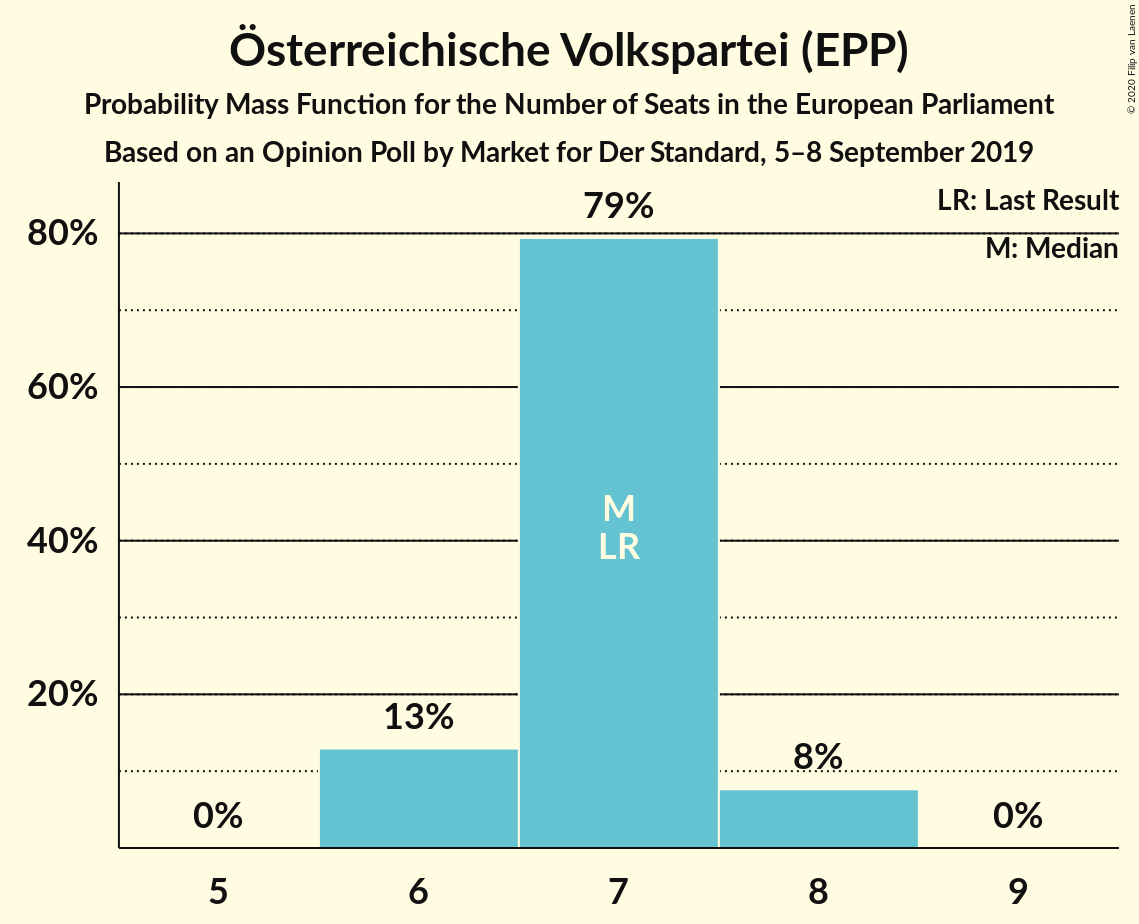 Österreichische Volkspartei (EPP)
Probability Mass Function for the Number of Seats in the European Parliament
Based on an Opinion Poll by Market for Der Standard, 5–8 September 2019
© 2020 Filip van Laenen
LR: Last Result
M: Median
80%
60%
40%
20%
0%
13%
79%
M
LR
8%
0%
5
6
7
8
9